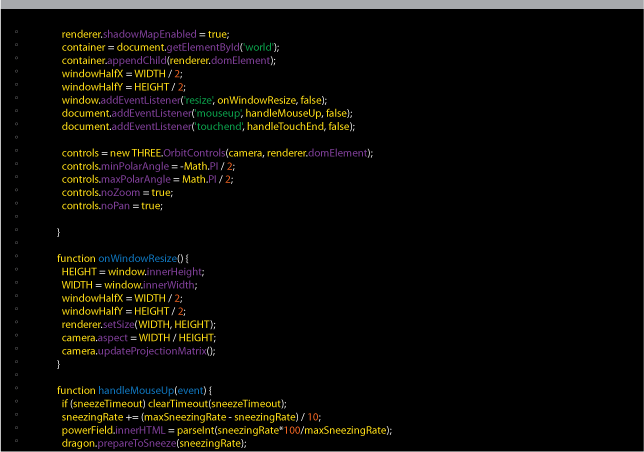 renderer.shadowMapEnabled = true;
container = document.getElementById('world');
container.appendChild(renderer.domElement);
windowHalfX = WIDTH / 2;
windowHalfY = HEIGHT / 2;
window.addEventListener('resize', onWindowResize, false);
document.addEventListener('mouseup', handleMouseUp, false);
document.addEventListener('touchend', handleTouchEnd, false);
controls = new THREE.OrbitControls(camera, renderer.domElement);
controls.minPolarAngle = -Math.PI / 2;
controls.maxPolarAngle = Math.PI / 2;
controls.noZoom = true;
controls.noPan = true;
}
function onWindowResize() {
HEIGHT = window.innerHeight;
WIDTH = window.innerWidth;
windowHalfX = WIDTH / 2;
windowHalfY = HEIGHT / 2;
renderer.setSize(WIDTH, HEIGHT);
camera.aspect = WIDTH / HEIGHT;
camera.updateProjectionMatrix();
}
function handleMouseUp(event) {
if (sneezeTimeout) clearTimeout(sneezeTimeout);
sneezingRate += (maxSneezingRate - sneezingRate) / 10;
powerField.innerHTML = parseInt(sneezingRate*100/maxSneezingRate);
dragon.prepareToSneeze(sneezingRate);